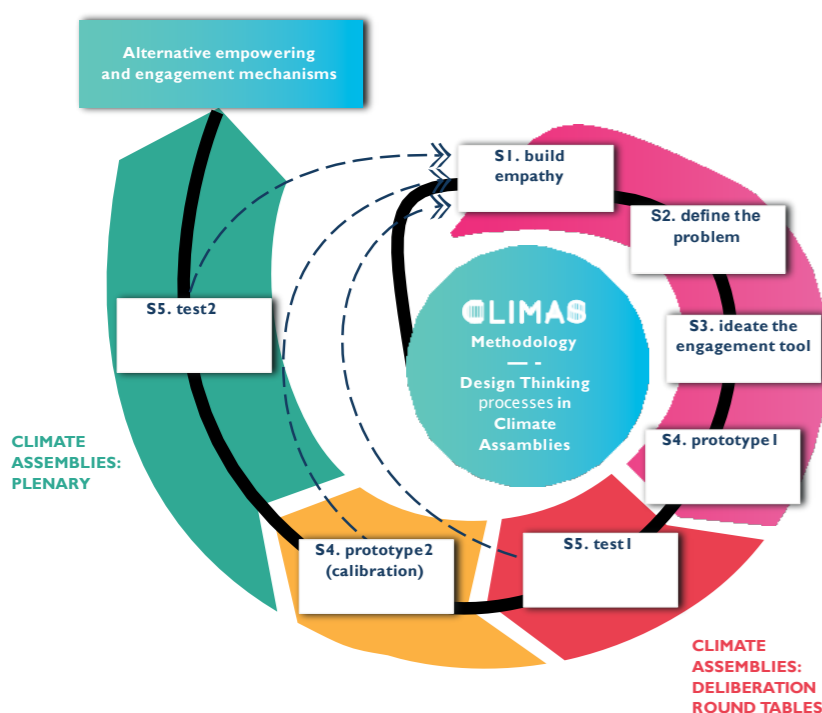 Alternative empowering
and engagement mechanisms
S1. build
empathy
S2. define the
problem
S3. ideate the
engagement tool
S4. prototype1
S5. test1
S4. prototype2
(calibration)
S5. test2
CLIMAS
Methodology
Design Thinking
processes in
Climate
Assamblies
CLIMATE
ASSEMBLIES:
PLENARY
CLIMATE
ASSEMBLIES:
DELIBERATION
ROUND TABLES